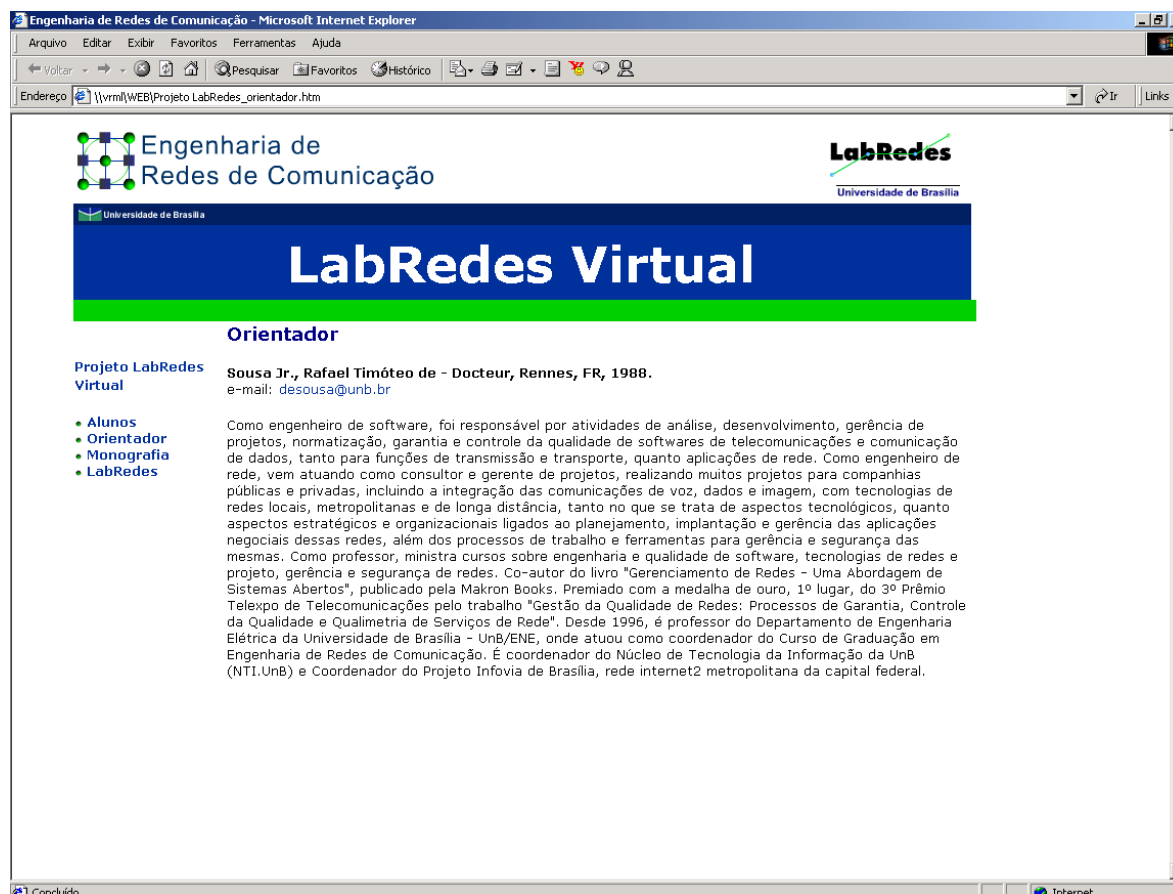 Engenharia de Redes de Comunicação - Microsoft Internet Explorer
Arquivo Editar Exibir Favoritos Ferramentas Ajuda
Voltar Pesquisar Favoritos Histórico
Endereço \\vrml\WEB\Projeto LabRedes_orientador.htm Ir Links
Engenharia de
Redes de Comunicação
LabRedes
Universidade de Brasília
Universidade de Brasília
LabRedes Virtual
Orientador
Projeto LabRedes
Virtual
Alunos
Orientador
Monografia
LabRedes
Sousa Jr., Rafael Timóteo de - Docteur, Rennes, FR, 1988.
e-mail: desousa@unb.br
Como engenheiro de software, foi responsável por atividades de análise, desenvolvimento, gerência de
projetos, normatização, garantia e controle da qualidade de softwares de telecomunicações e comunicação
de dados, tanto para funções de transmissão e transporte, quanto aplicações de rede. Como engenheiro de
rede, vem atuando como consultor e gerente de projetos, realizando muitos projetos para companhias
públicas e privadas, incluindo a integração das comunicações de voz, dados e imagem, com tecnologias de
redes locais, metropolitanas e de longa distância, tanto no que se trata de aspectos tecnológicos, quanto
aspectos estratégicos e organizacionais ligados ao planejamento, implantação e gerência das aplicações
negociais dessas redes, além dos processos de trabalho e ferramentas para gerência e segurança das
mesmas. Como professor, ministra cursos sobre engenharia e qualidade de software, tecnologias de redes e
projeto, gerência e segurança de redes. Co-autor do livro "Gerenciamento de Redes - Uma Abordagem de
Sistemas Abertos", publicado pela Makron Books. Premiado com a medalha de ouro, 1º lugar, do 3º Prêmio
Telexpo de Telecomunicações pelo trabalho "Gestão da Qualidade de Redes: Processos de Garantia, Controle
da Qualidade e Qualimetria de Serviços de Rede". Desde 1996, é professor do Departamento de Engenharia
Elétrica da Universidade de Brasília - UnB/ENE, onde atuou como coordenador do Curso de Graduação em
Engenharia de Redes de Comunicação. É coordenador do Núcleo de Tecnologia da Informação da UnB
(NTI.UnB) e Coordenador do Projeto Infovia de Brasília, rede internet2 metropolitana da capital federal.
Concluído Internet